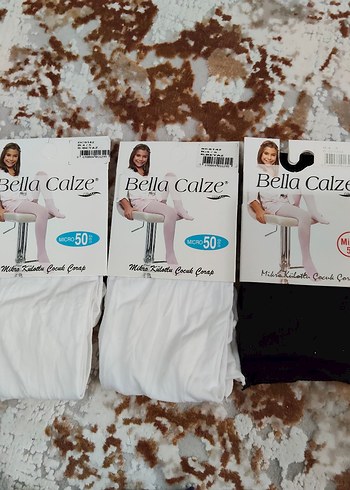 Bella Calze®
MICRO 50
Mikro Külotlu Çocuk Çorap
Bella Calze®
MICRO 50
Mikro Külotlu Çocuk Çorap
Bella Calze
Mikro Külotlu Çocuk Çor